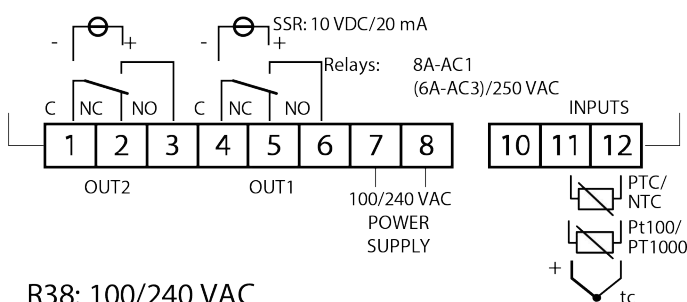 SSR: 10 VDC/20 mA
- + - +
Relays: 8A-AC1
(6A-AC3)/250 VAC
C NC NO C NC NO INPUTS
1 2 3 4 5 6 7 8 10 11 12
OUT2 OUT1
100/240 VAC
POWER
SUPPLY
PTC/
NTC
Pt100/
PT1000
+
tc
R38: 100/240 VAC